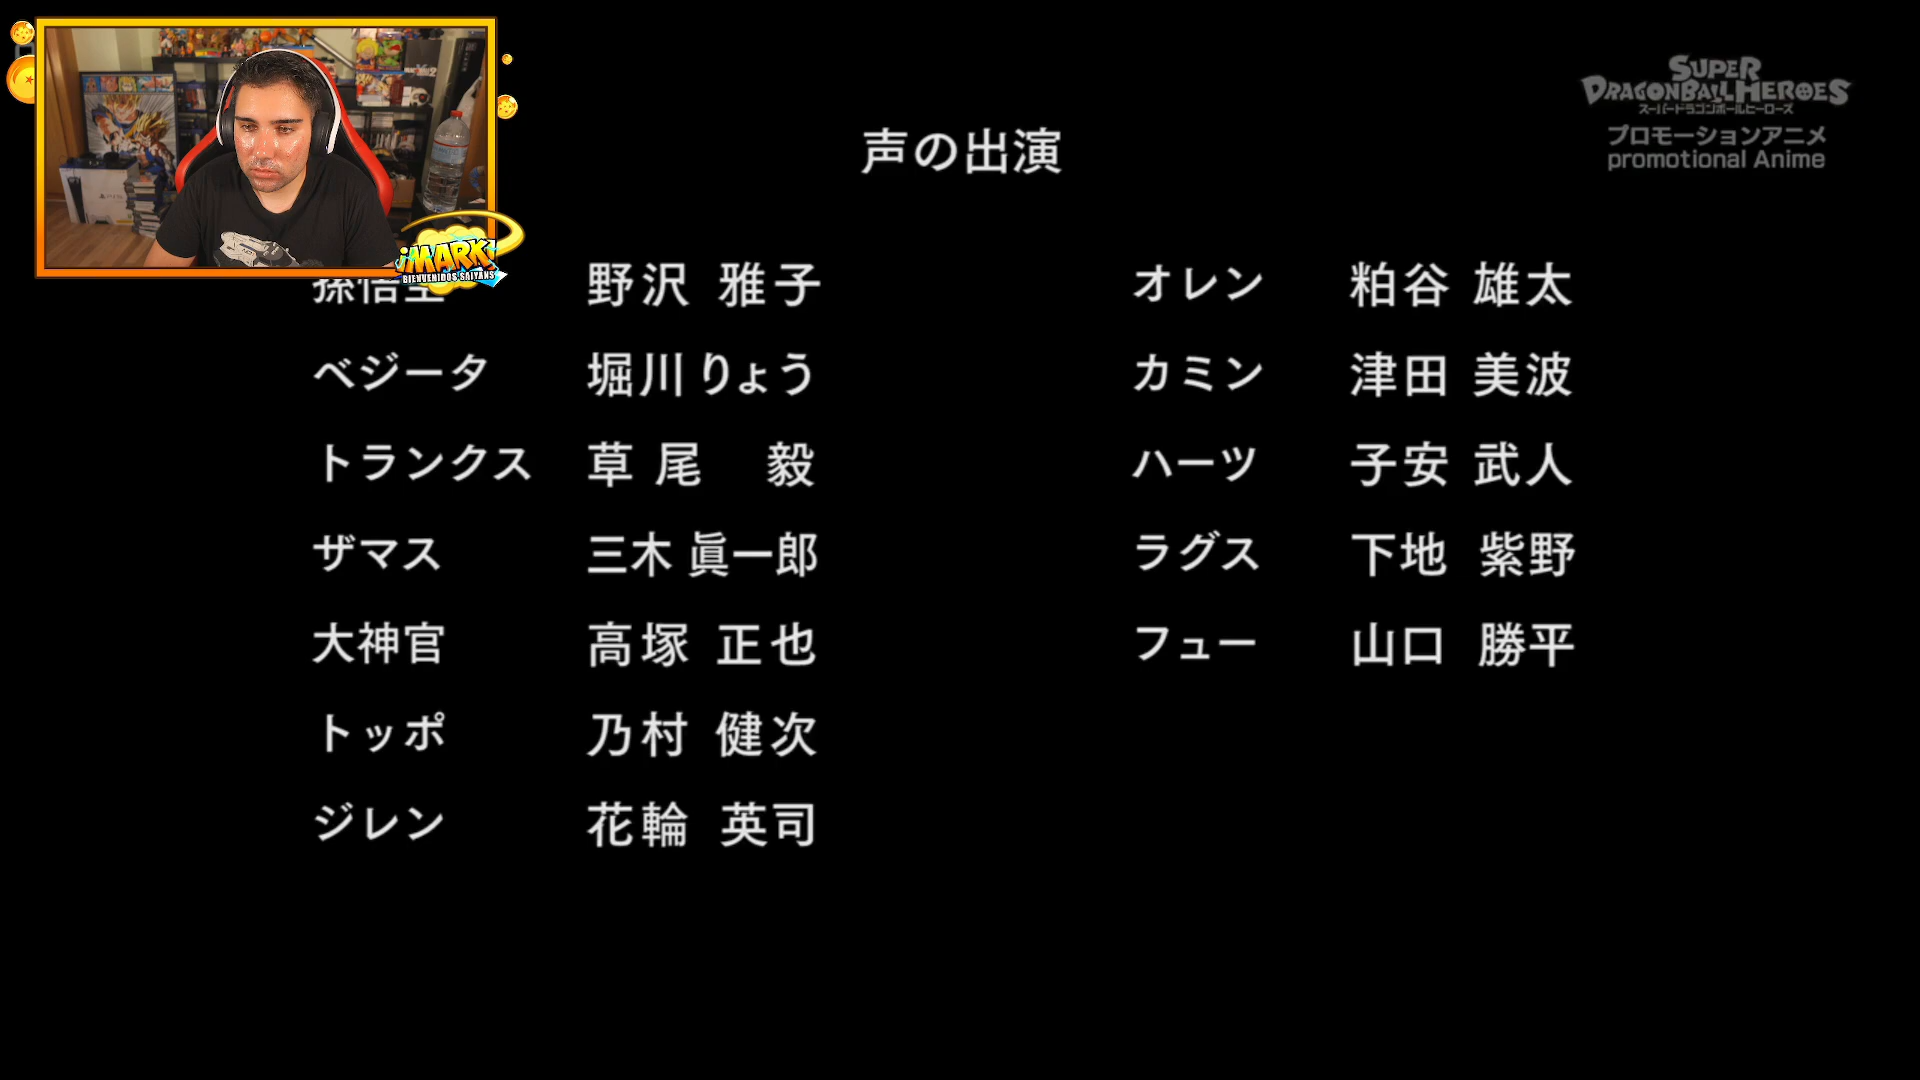 SUPER
DRAGONBALL HEROES
スーパードラゴンボールヒーローズ
プロモーションアニメ
promotional Anime
声の出演
iMARK!
BIENVENIDOS SAIYANS
孫悟空 野沢 雅子
ベジータ 堀川りょう
トランクス 草尾 毅
ザマス 三木 眞一郎
大神官 高塚 正也
トッポ 乃村 健次
ジレン 花輪 英司
オレン 粕谷 雄太
カミン 津田 美波
ハーツ 子安 武人
ラグス 下地 紫野
フュー 山口 勝平